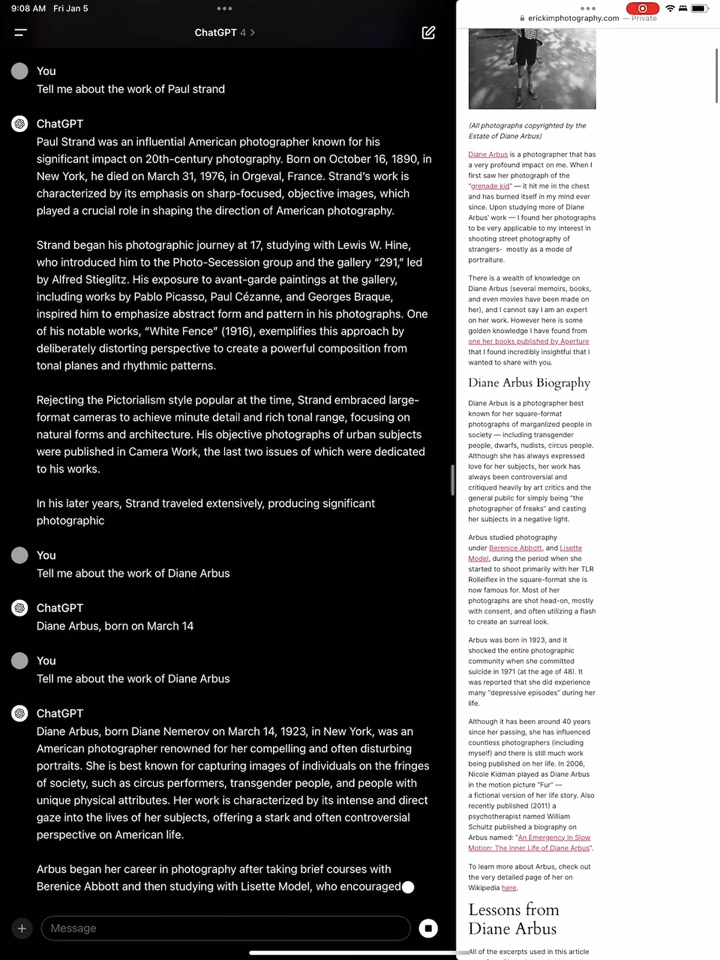 9:08 AM Fri Jan 5
ChatGPT 4 >
You
Tell me about the work of Paul strand
ChatGPT
Paul Strand was an influential American photographer known for his
significant impact on 20th-century photography. Born on October 16, 1890, in
New York, he died on March 31, 1976, in Orgeval, France. Strand's work is
characterized by its emphasis on sharp-focused, objective images, which
played a crucial role in shaping the direction of American photography.
Strand began his photographic journey at 17, studying with Lewis W. Hine,
who introduced him to the Photo-Secession group and the gallery "291," led
by Alfred Stieglitz. His exposure to avant-garde paintings at the gallery,
including works by Pablo Picasso, Paul Cézanne, and Georges Braque,
inspired him to emphasize abstract form and pattern in his photographs. One
of his notable works, "White Fence" (1916), exemplifies this approach by
deliberately distorting perspective to create a powerful composition from
tonal planes and rhythmic patterns.
Rejecting the Pictorialism style popular at the time, Strand embraced large-
format cameras to achieve minute detail and rich tonal range, focusing on
natural forms and architecture. His objective photographs of urban subjects
were published in Camera Work, the last two issues of which were dedicated
to his works.
In his later years, Strand traveled extensively, producing significant
photographic
You
Tell me about the work of Diane Arbus
ChatGPT
Diane Arbus, born on March 14
You
Tell me about the work of Diane Arbus
ChatGPT
Diane Arbus, born Diane Nemerov on March 14, 1923, in New York, was an
American photographer renowned for her compelling and often disturbing
portraits. She is best known for capturing images of individuals on the fringes
of society, such as circus performers, transgender people, and people with
unique physical attributes. Her work is characterized by its intense and direct
gaze into the lives of her subjects, offering a stark and often controversial
perspective on American life.
Arbus began her career in photography after taking brief courses with
Berenice Abbott and then studying with Lisette Model, who encouraged
Message
erickimphotography.com — Private
(All photographs copyrighted by the
Estate of Diane Arbus)
Diane Arbus is a photographer that has
a very profound impact on me. When I
first saw her photograph of the
"grenade kid" — it hit me in the chest
and has burned itself in my mind ever
since. Upon studying more of Diane
Arbus' work — I found her photographs
to be very applicable to my interest in
shooting street photography of
strangers- mostly as a mode of
portraiture.
There is a wealth of knowledge on
Diane Arbus (several memoirs, books,
and even movies have been made on
her), and I cannot say I am an expert
on her work. However here is some
golden knowledge I have found from
one her books published by Aperture
that I found incredibly insightful that I
wanted to share with you.
Diane Arbus Biography
Diane Arbus is a photographer best
known for her square-format
photographs of marganlized people in
society — including transgender
people, dwarfs, nudists, circus people.
Although she has always expressed
love for her subjects, her work has
always been controversial and
critiqued heavily by art critics and the
general public for simply being "the
photographer of freaks" and casting
her subjects in a negative light.
Arbus studied photography
under Berenice Abbott, and Lisette
Model, during the period when she
started to shoot primarily with her TLR
Rolleiflex in the square-format she is
now famous for. Most of her
photographs are shot head-on, mostly
with consent, and often utilizing a flash
to create an surreal look.
Arbus was born in 1923, and it
shocked the entire photographic
community when she committed
suicide in 1971 (at the age of 48). It
was reported that she did experience
many "depressive episodes" during her
life.
Although it has been around 40 years
since her passing, she has influenced
countless photographers (including
myself) and there is still much work
being published on her life. In 2006,
Nicole Kidman played as Diane Arbus
in the motion picture "Fur" —
a fictional version of her life story. Also
recently published (2011) a
psychotherapist named William
Schultz published a biography on
Arbus named: "An Emergency In Slow
Motion: The Inner Life of Diane Arbus".
To learn more about Arbus, check out
the very detailed page of her on
Wikipedia here.
Lessons from
Diane Arbus
All of the excerpts used in this article